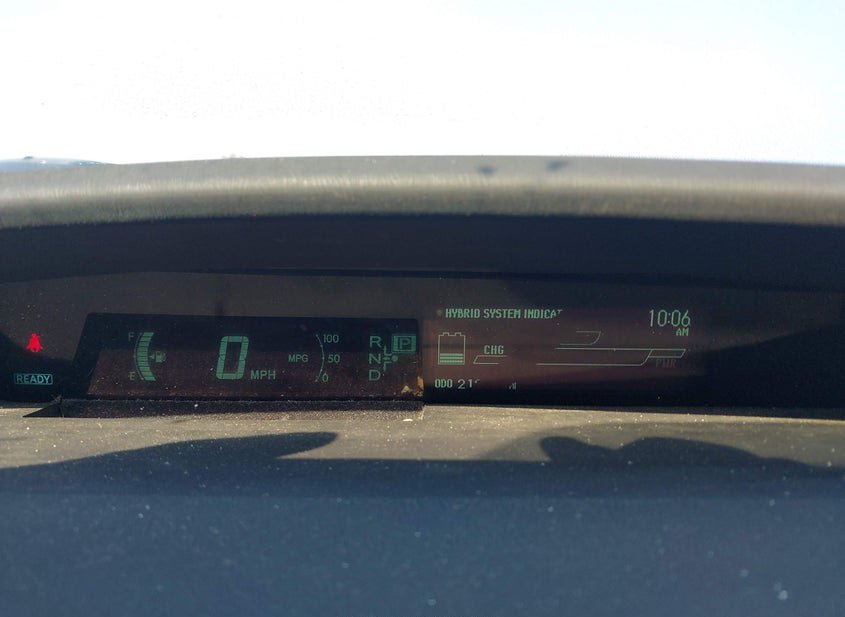 HYBRID SYSTEM INDICAT
10:06
AM
F
E
0
MPH
MPG
100
50
0
R
P
N
D
CHG
PWR
ODO
READY